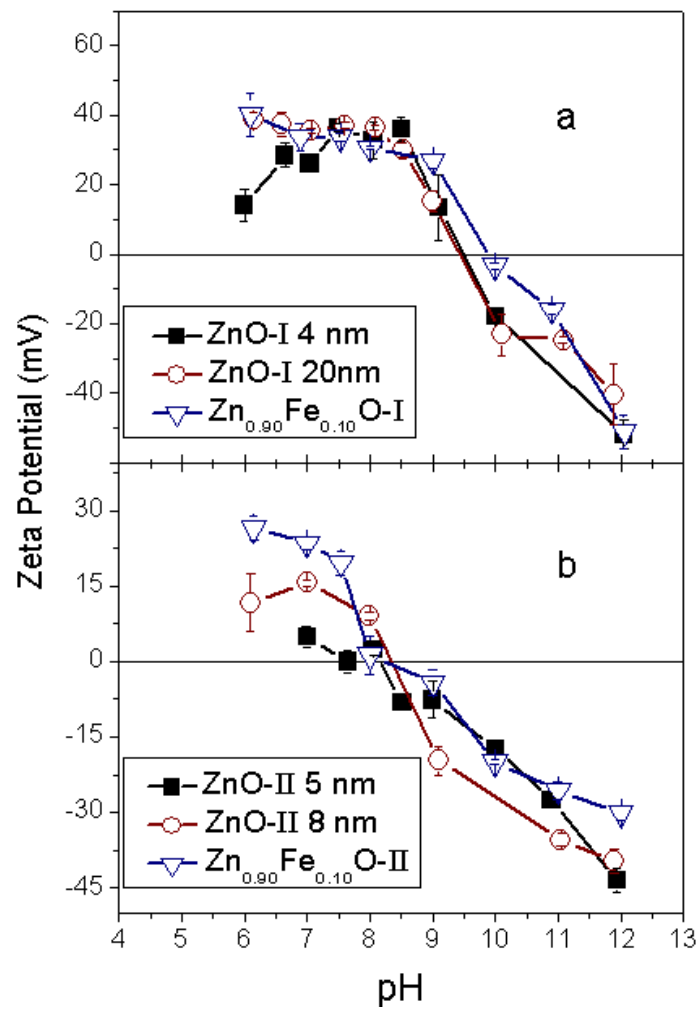 60
40
20
0
-20
-40
a
ZnO-I 4 nm
ZnO-I 20nm
Zn0.90Fe0.10O-I
Zeta Potential (mV)
30
15
0
-15
-30
-45
b
ZnO-II 5 nm
ZnO-II 8 nm
Zn0.90Fe0.10O-II
4 5 6 7 8 9 10 11 12 13
pH